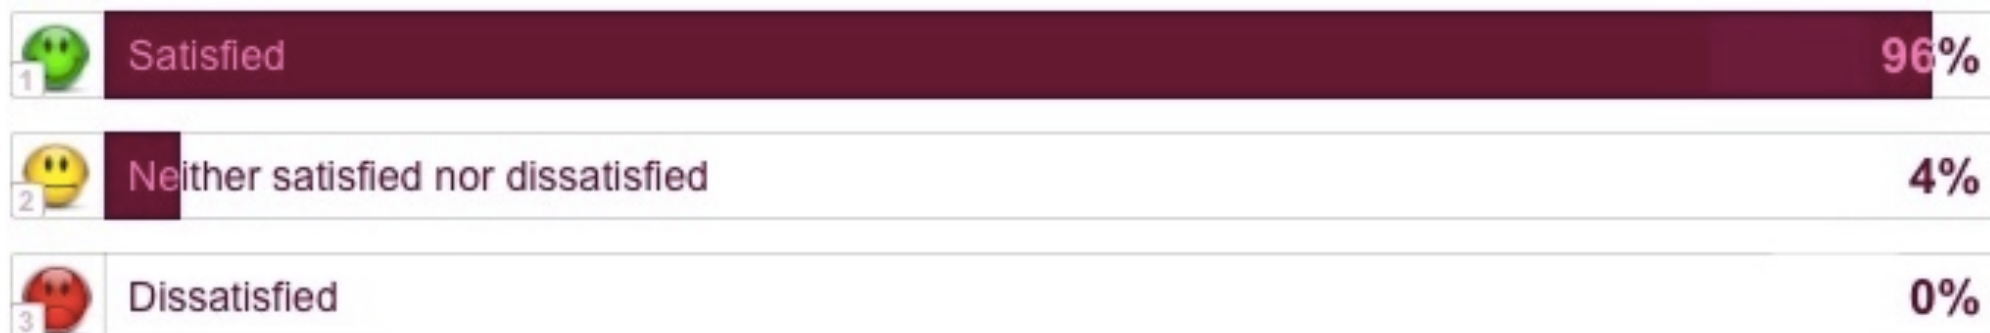 1 Satisfied 96%
2 Neither satisfied nor dissatisfied 4%
3 Dissatisfied 0%